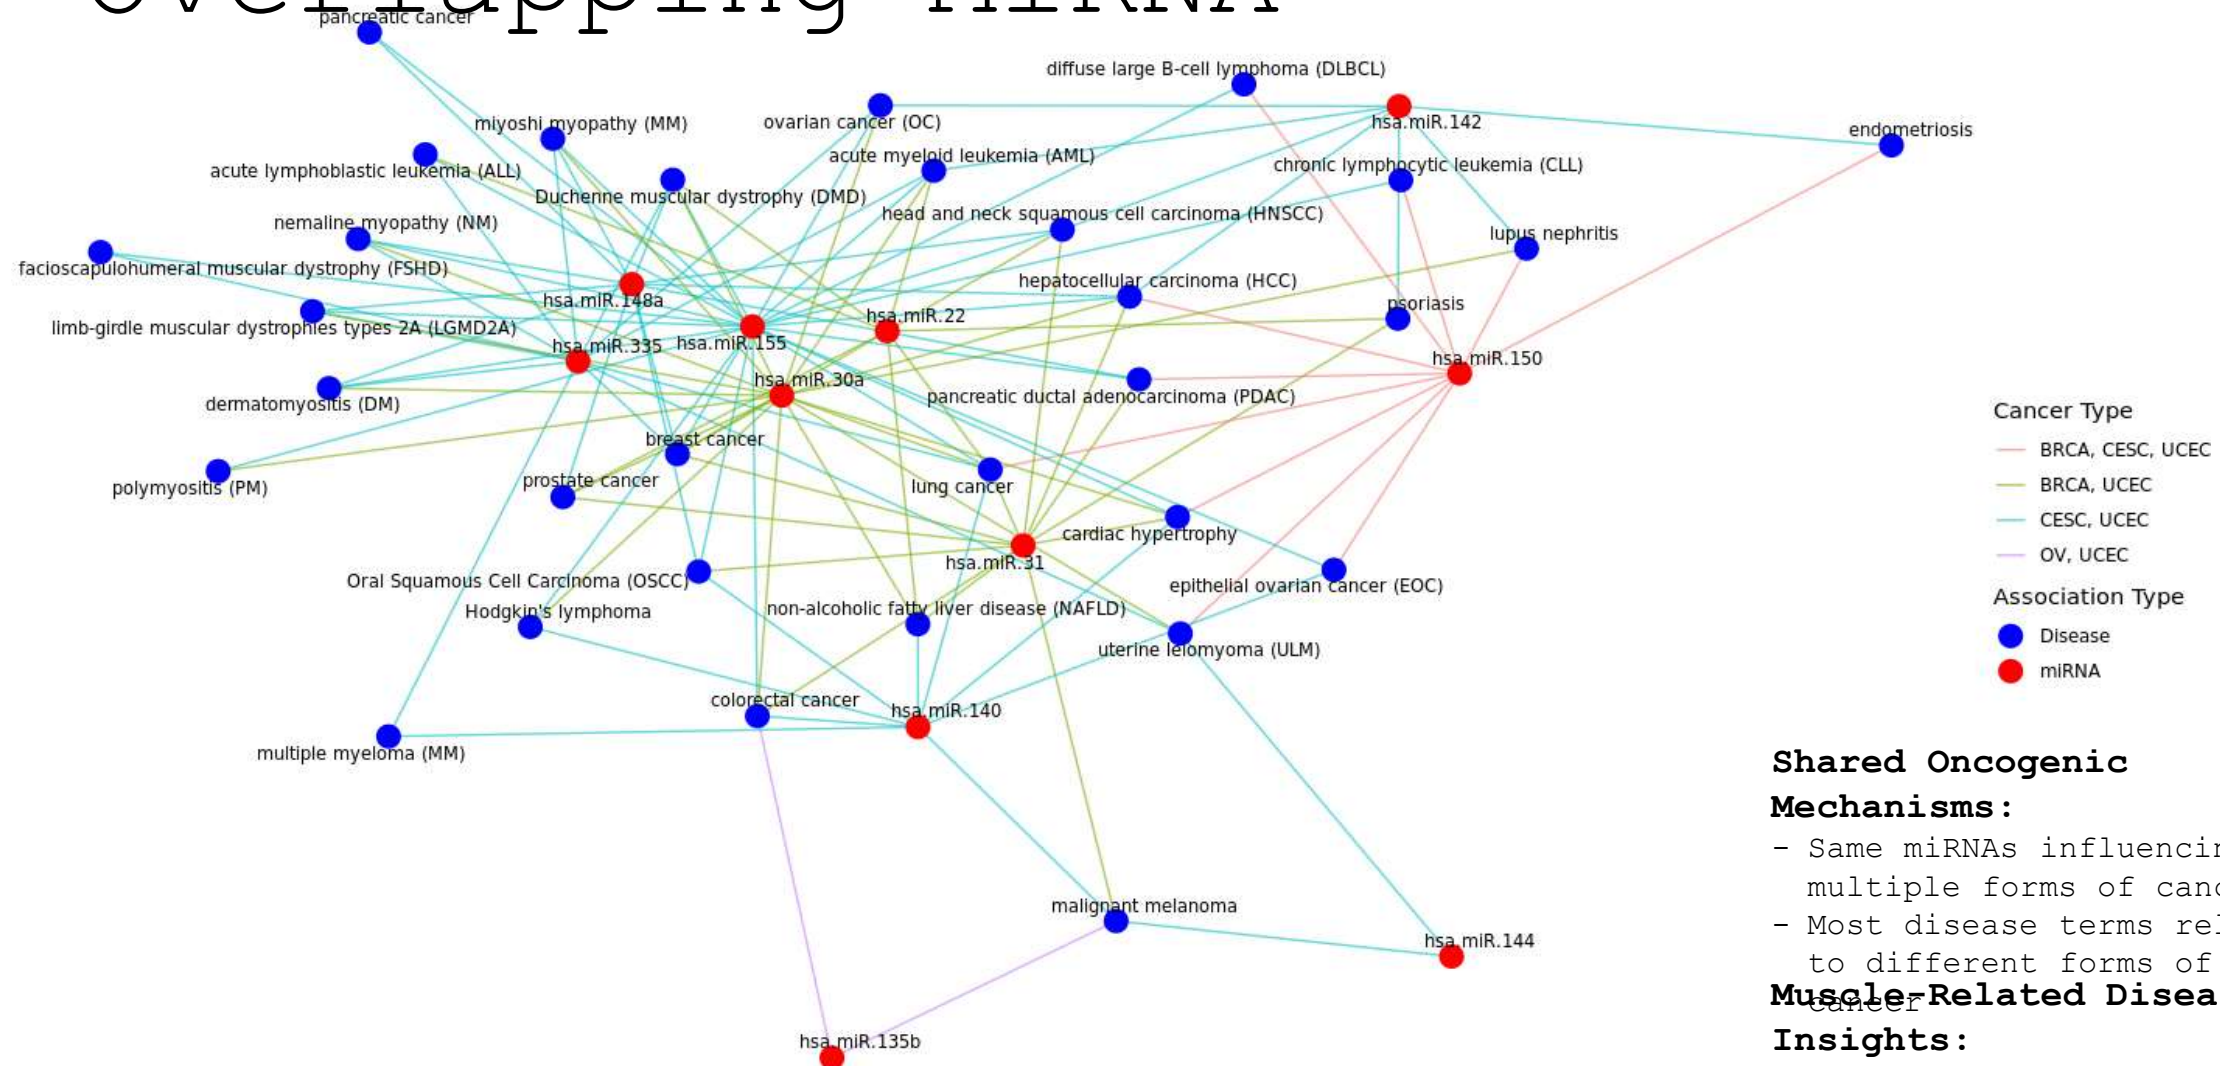 overlapping miRNA
pancreatic cancer
diffuse large B-cell lymphoma (DLBCL)
miyoshi myopathy (MM)
ovarian cancer (OC)
hsa.miR.142
endometriosis
acute lymphoblastic leukemia (ALL)
acute myeloid leukemia (AML)
chronic lymphocytic leukemia (CLL)
Duchenne muscular dystrophy (DMD)
nemaline myopathy (NM)
head and neck squamous cell carcinoma (HNSCC)
lupus nephritis
facioscapulohumeral muscular dystrophy (FSHD)
hepatocellular carcinoma (HCC)
hsa.miR.148a
psoriasis
hsa.miR.22
limb-girdle muscular dystrophies types 2A (LGMD2A)
hsa.miR.335
hsa.miR.155
hsa.miR.150
hsa.miR.30a
pancreatic ductal adenocarcinoma (PDAC)
dermatomyositis (DM)
Cancer Type
BRCA, CESC, UCEC
BRCA, UCEC
CESC, UCEC
OV, UCEC
Association Type
Disease
miRNA
breast cancer
prostate cancer
lung cancer
polymyositis (PM)
cardiac hypertrophy
hsa.miR.31
Oral Squamous Cell Carcinoma (OSCC)
epithelial ovarian cancer (EOC)
Hodgkin's lymphoma
non-alcoholic fatty liver disease (NAFLD)
uterine leiomyoma (ULM)
colorectal cancer
hsa.miR.140
multiple myeloma (MM)
malignant melanoma
hsa.miR.144
hsa.miR.135b
Shared Oncogenic
Mechanisms:
- Same miRNAs
multiple forms of
- Most disease terms
to different forms of
cancer
Muscle-Related
Insights: